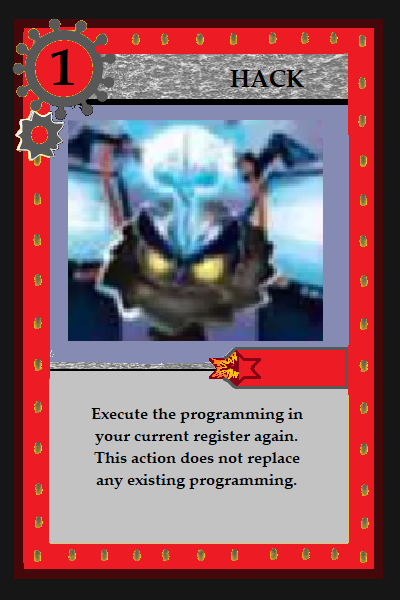 1
HACK
Execute the programming in
your current register again.
This action does not replace
any existing programming.